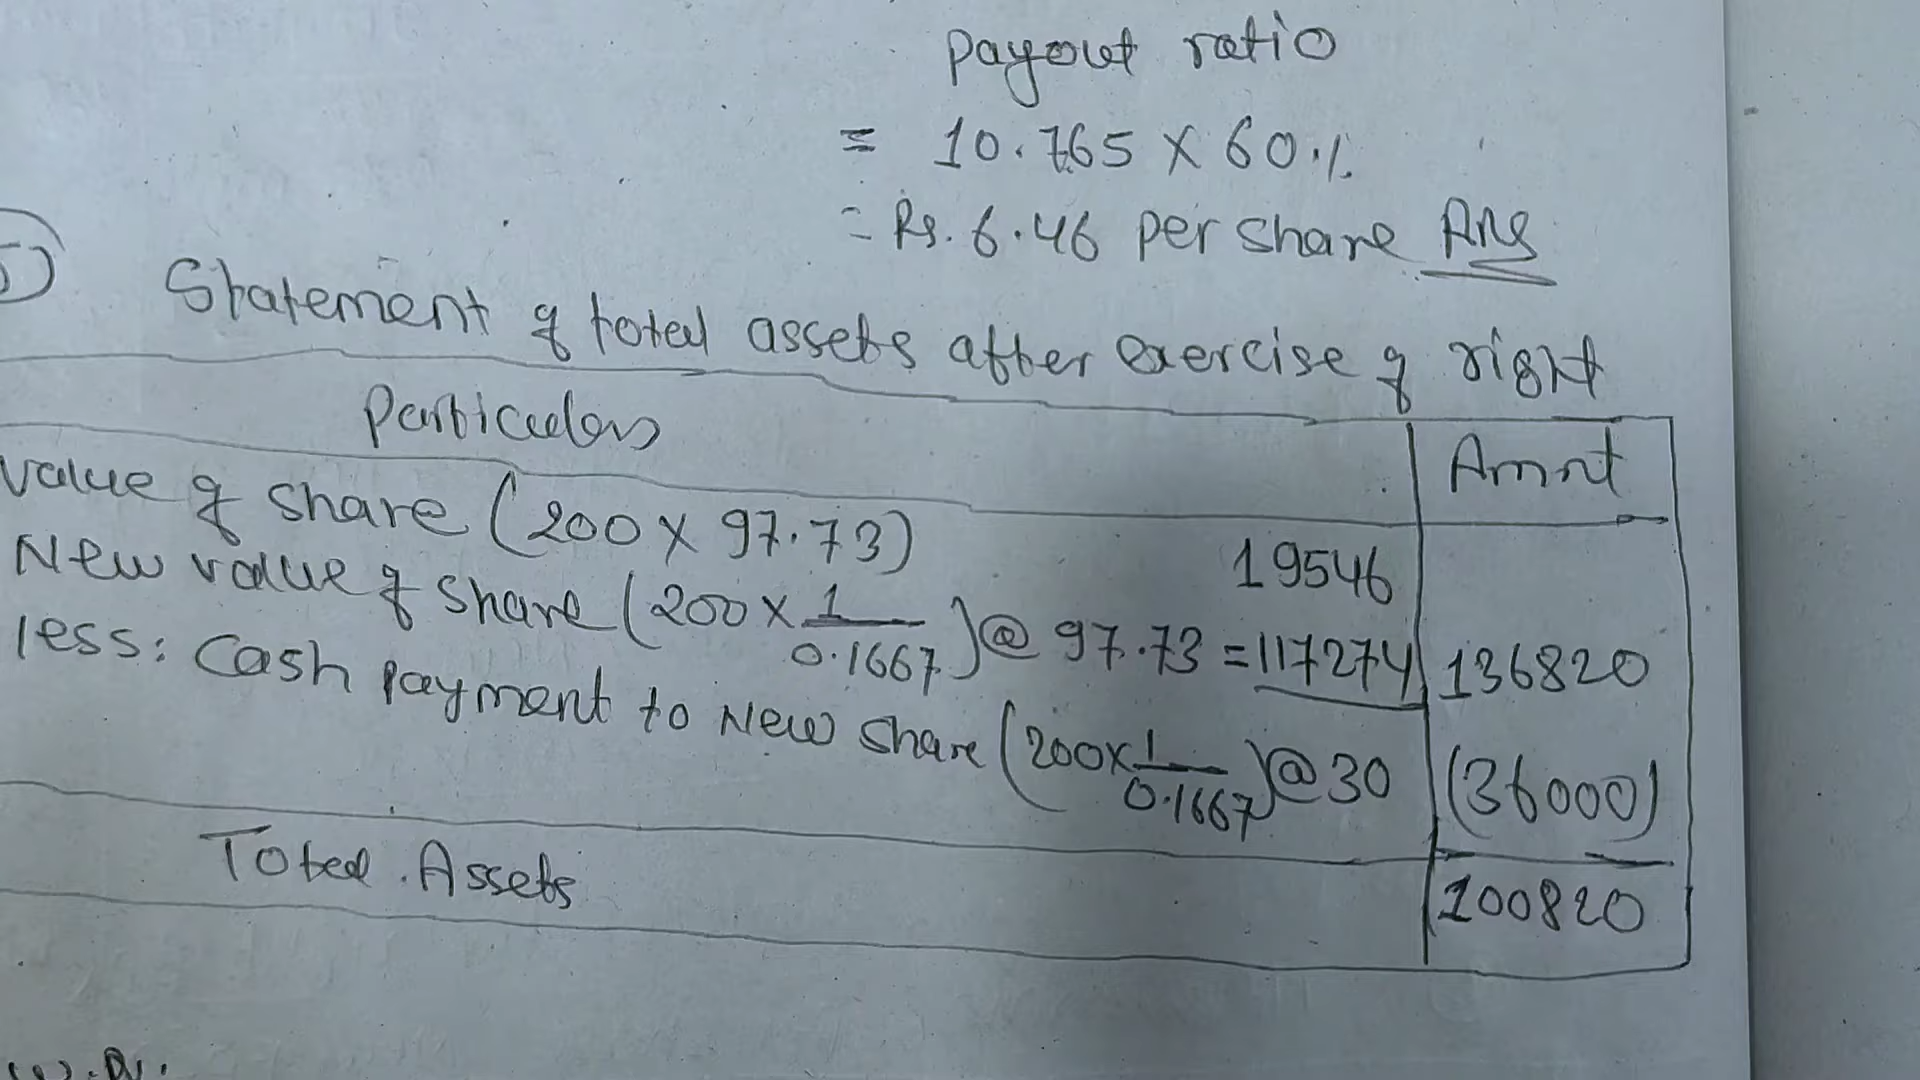 Payout ratio
= 10.765 X 60%
= Rs. 6.46 per share Ans
5) Statement of total assets after exercise of right
Particulars Amnt
value of share (200 X 97.73) 19546
New value of share (200 X 1/0.1667) @ 97.73 = 117274 136820
less: Cash payment to New share (200 X 1/0.1667) @ 30 (36000)
Total Assets 100820